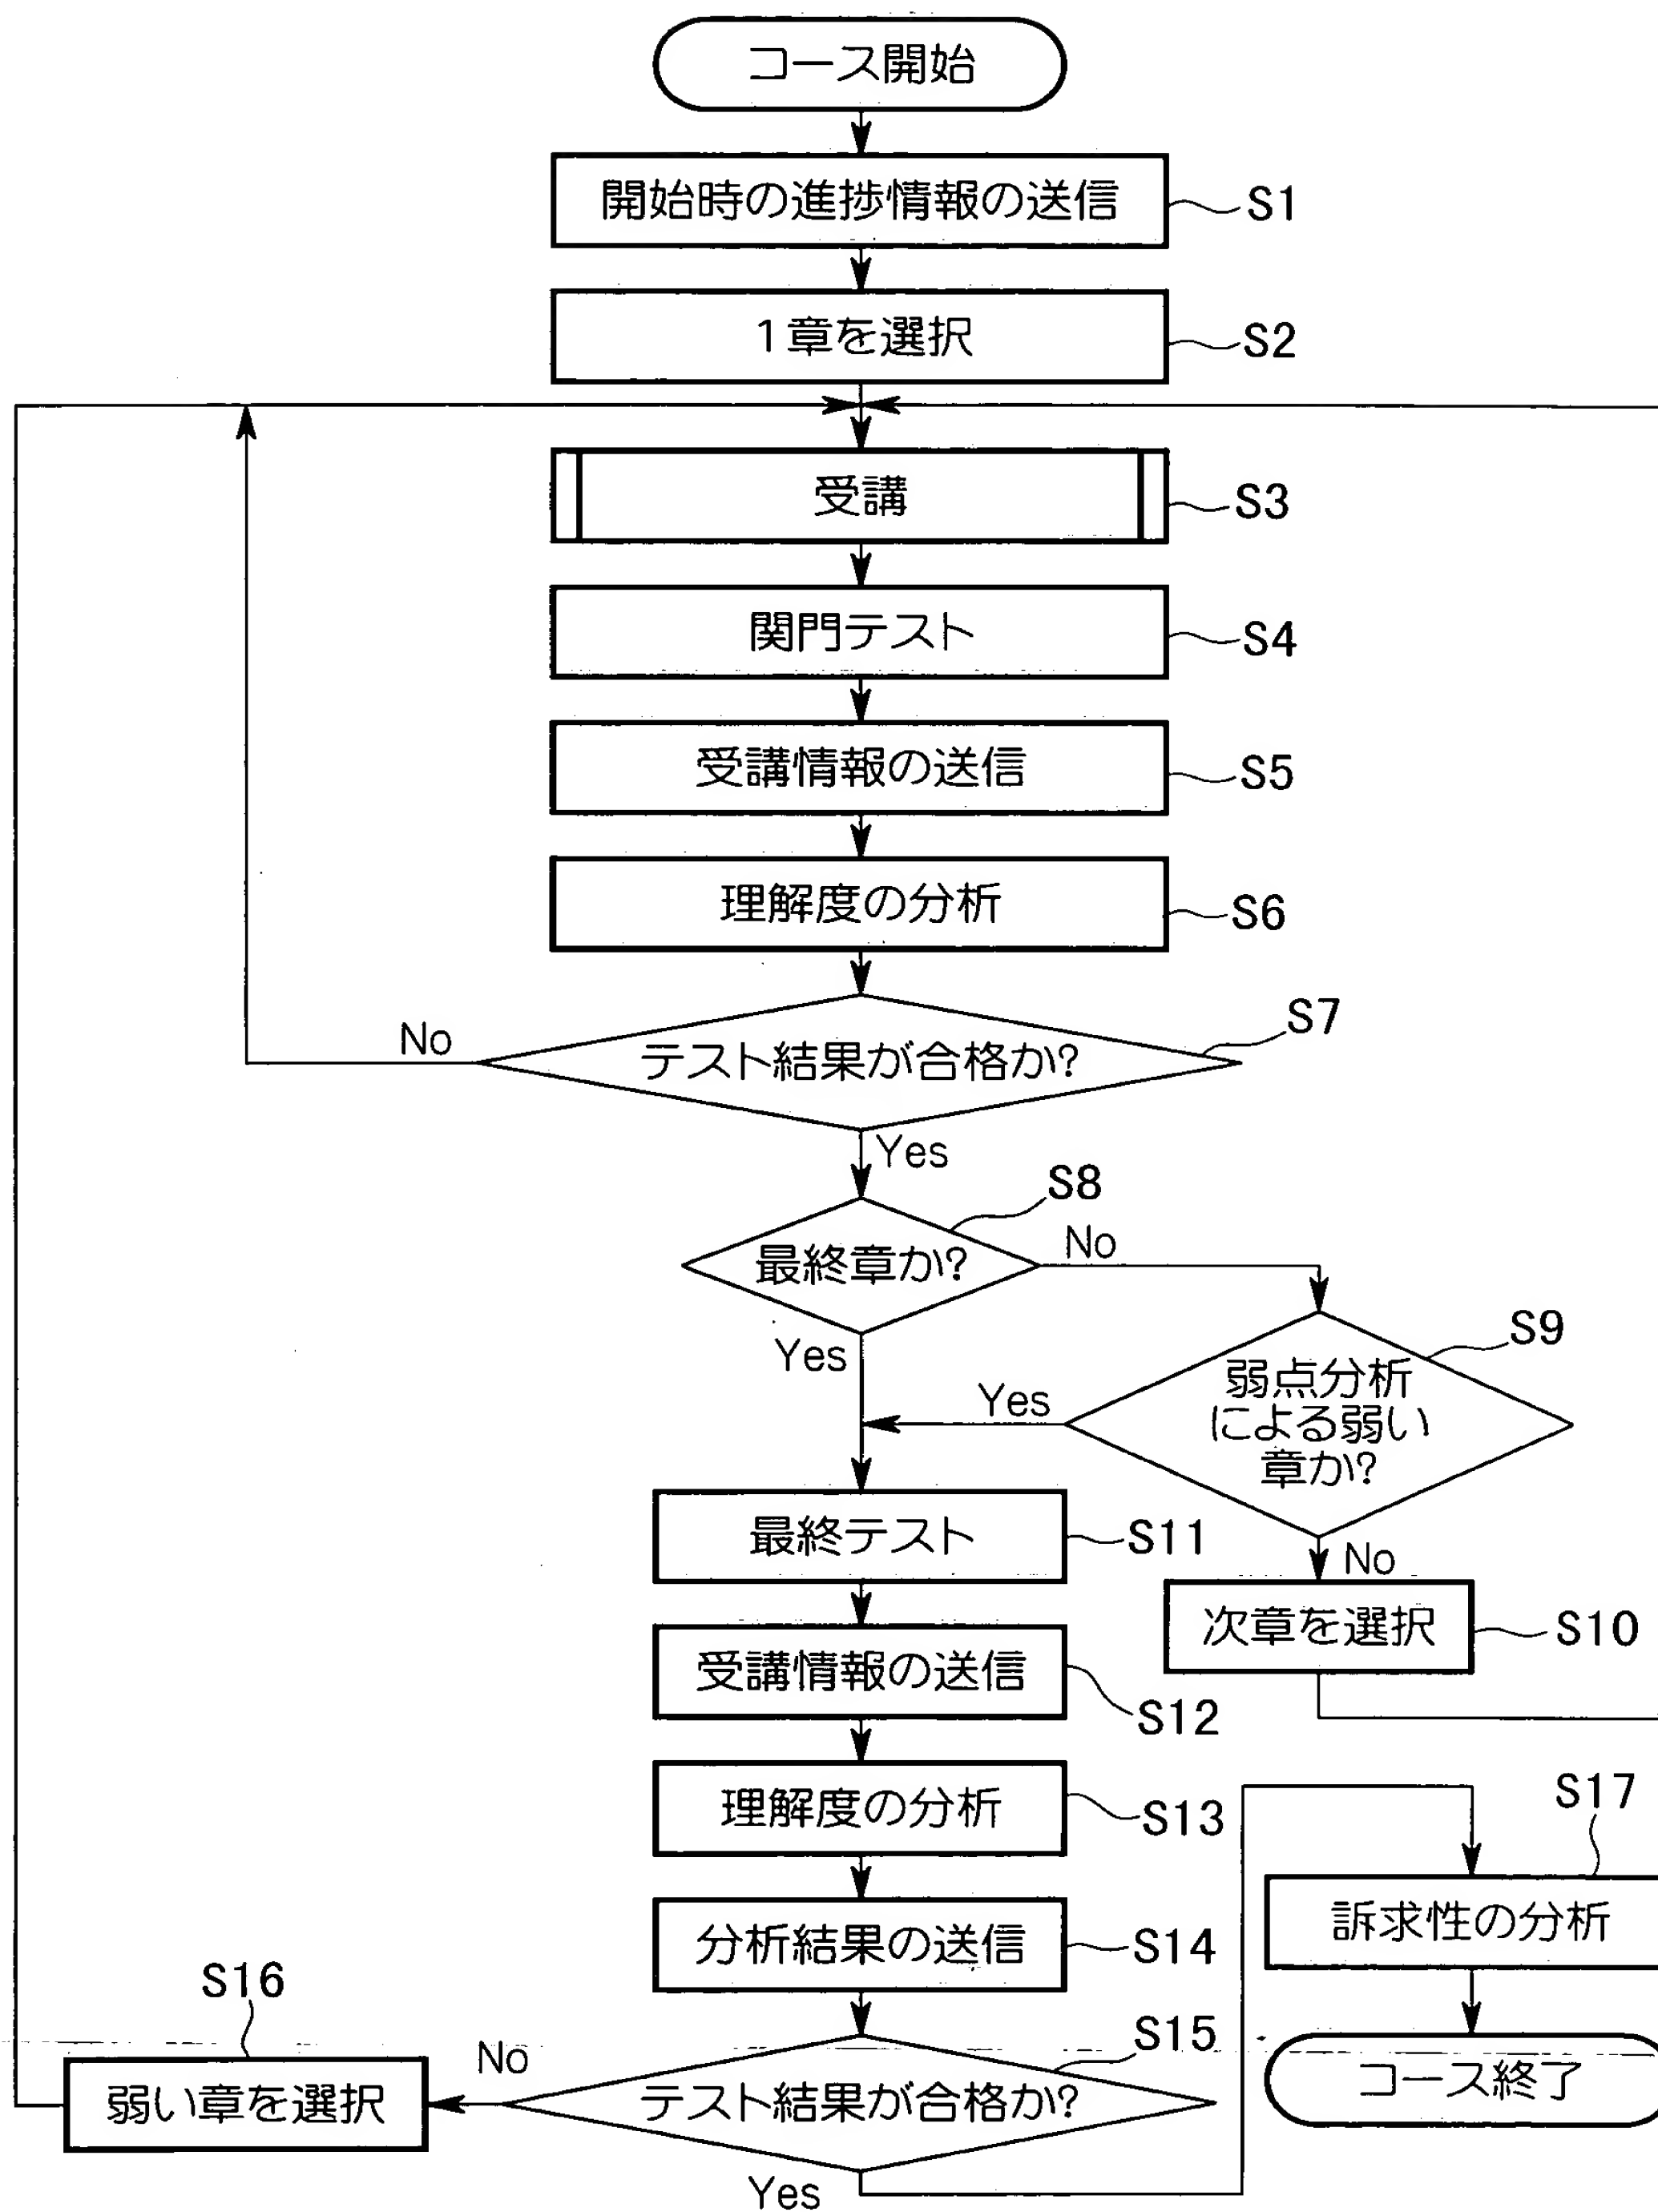 コース開始
開始時の進捗情報の送信
S1
1章を選択
S2
受講
S3
関門テスト
S4
受講情報の送信
S5
理解度の分析
S6
テスト結果が合格か?
S7
No
Yes
最終章か?
S8
No
Yes
弱点分析
による弱い
章か?
S9
Yes
No
次章を選択
S10
最終テスト
S11
受講情報の送信
S12
理解度の分析
S13
分析結果の送信
S14
テスト結果が合格か?
S15
No
Yes
弱い章を選択
S16
訴求性の分析
S17
コース終了